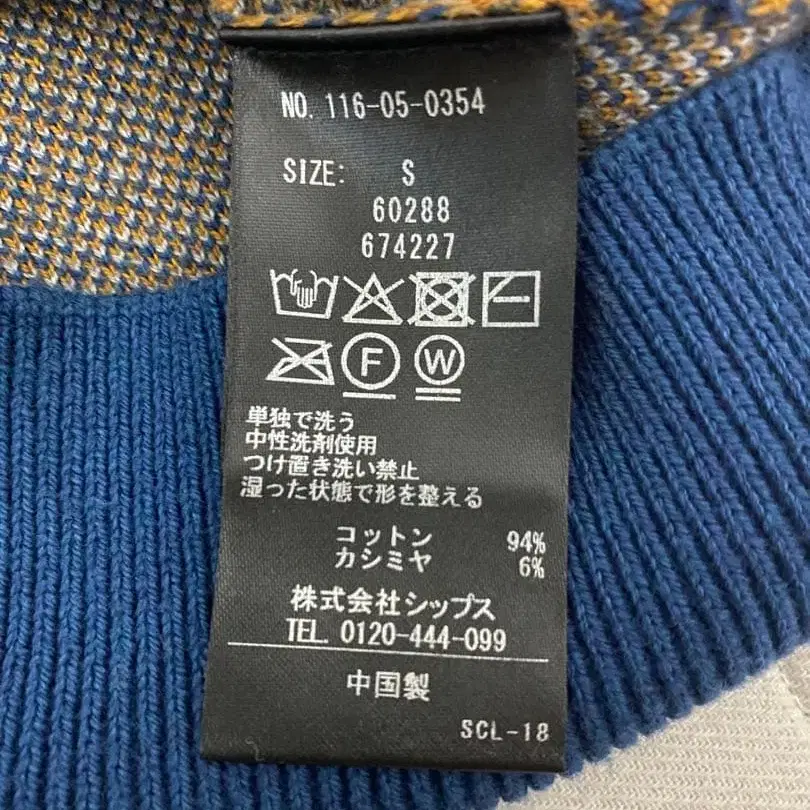 NO. 116-05-0354
SIZE: S
60288
674227
F W
単独で洗う
中性洗剤使用
つけ置き洗い禁止
湿った状態で形を整える
コットン 94%
カシミヤ 6%
株式会社シップス
TEL. 0120-444-099
中国製
SCL-18